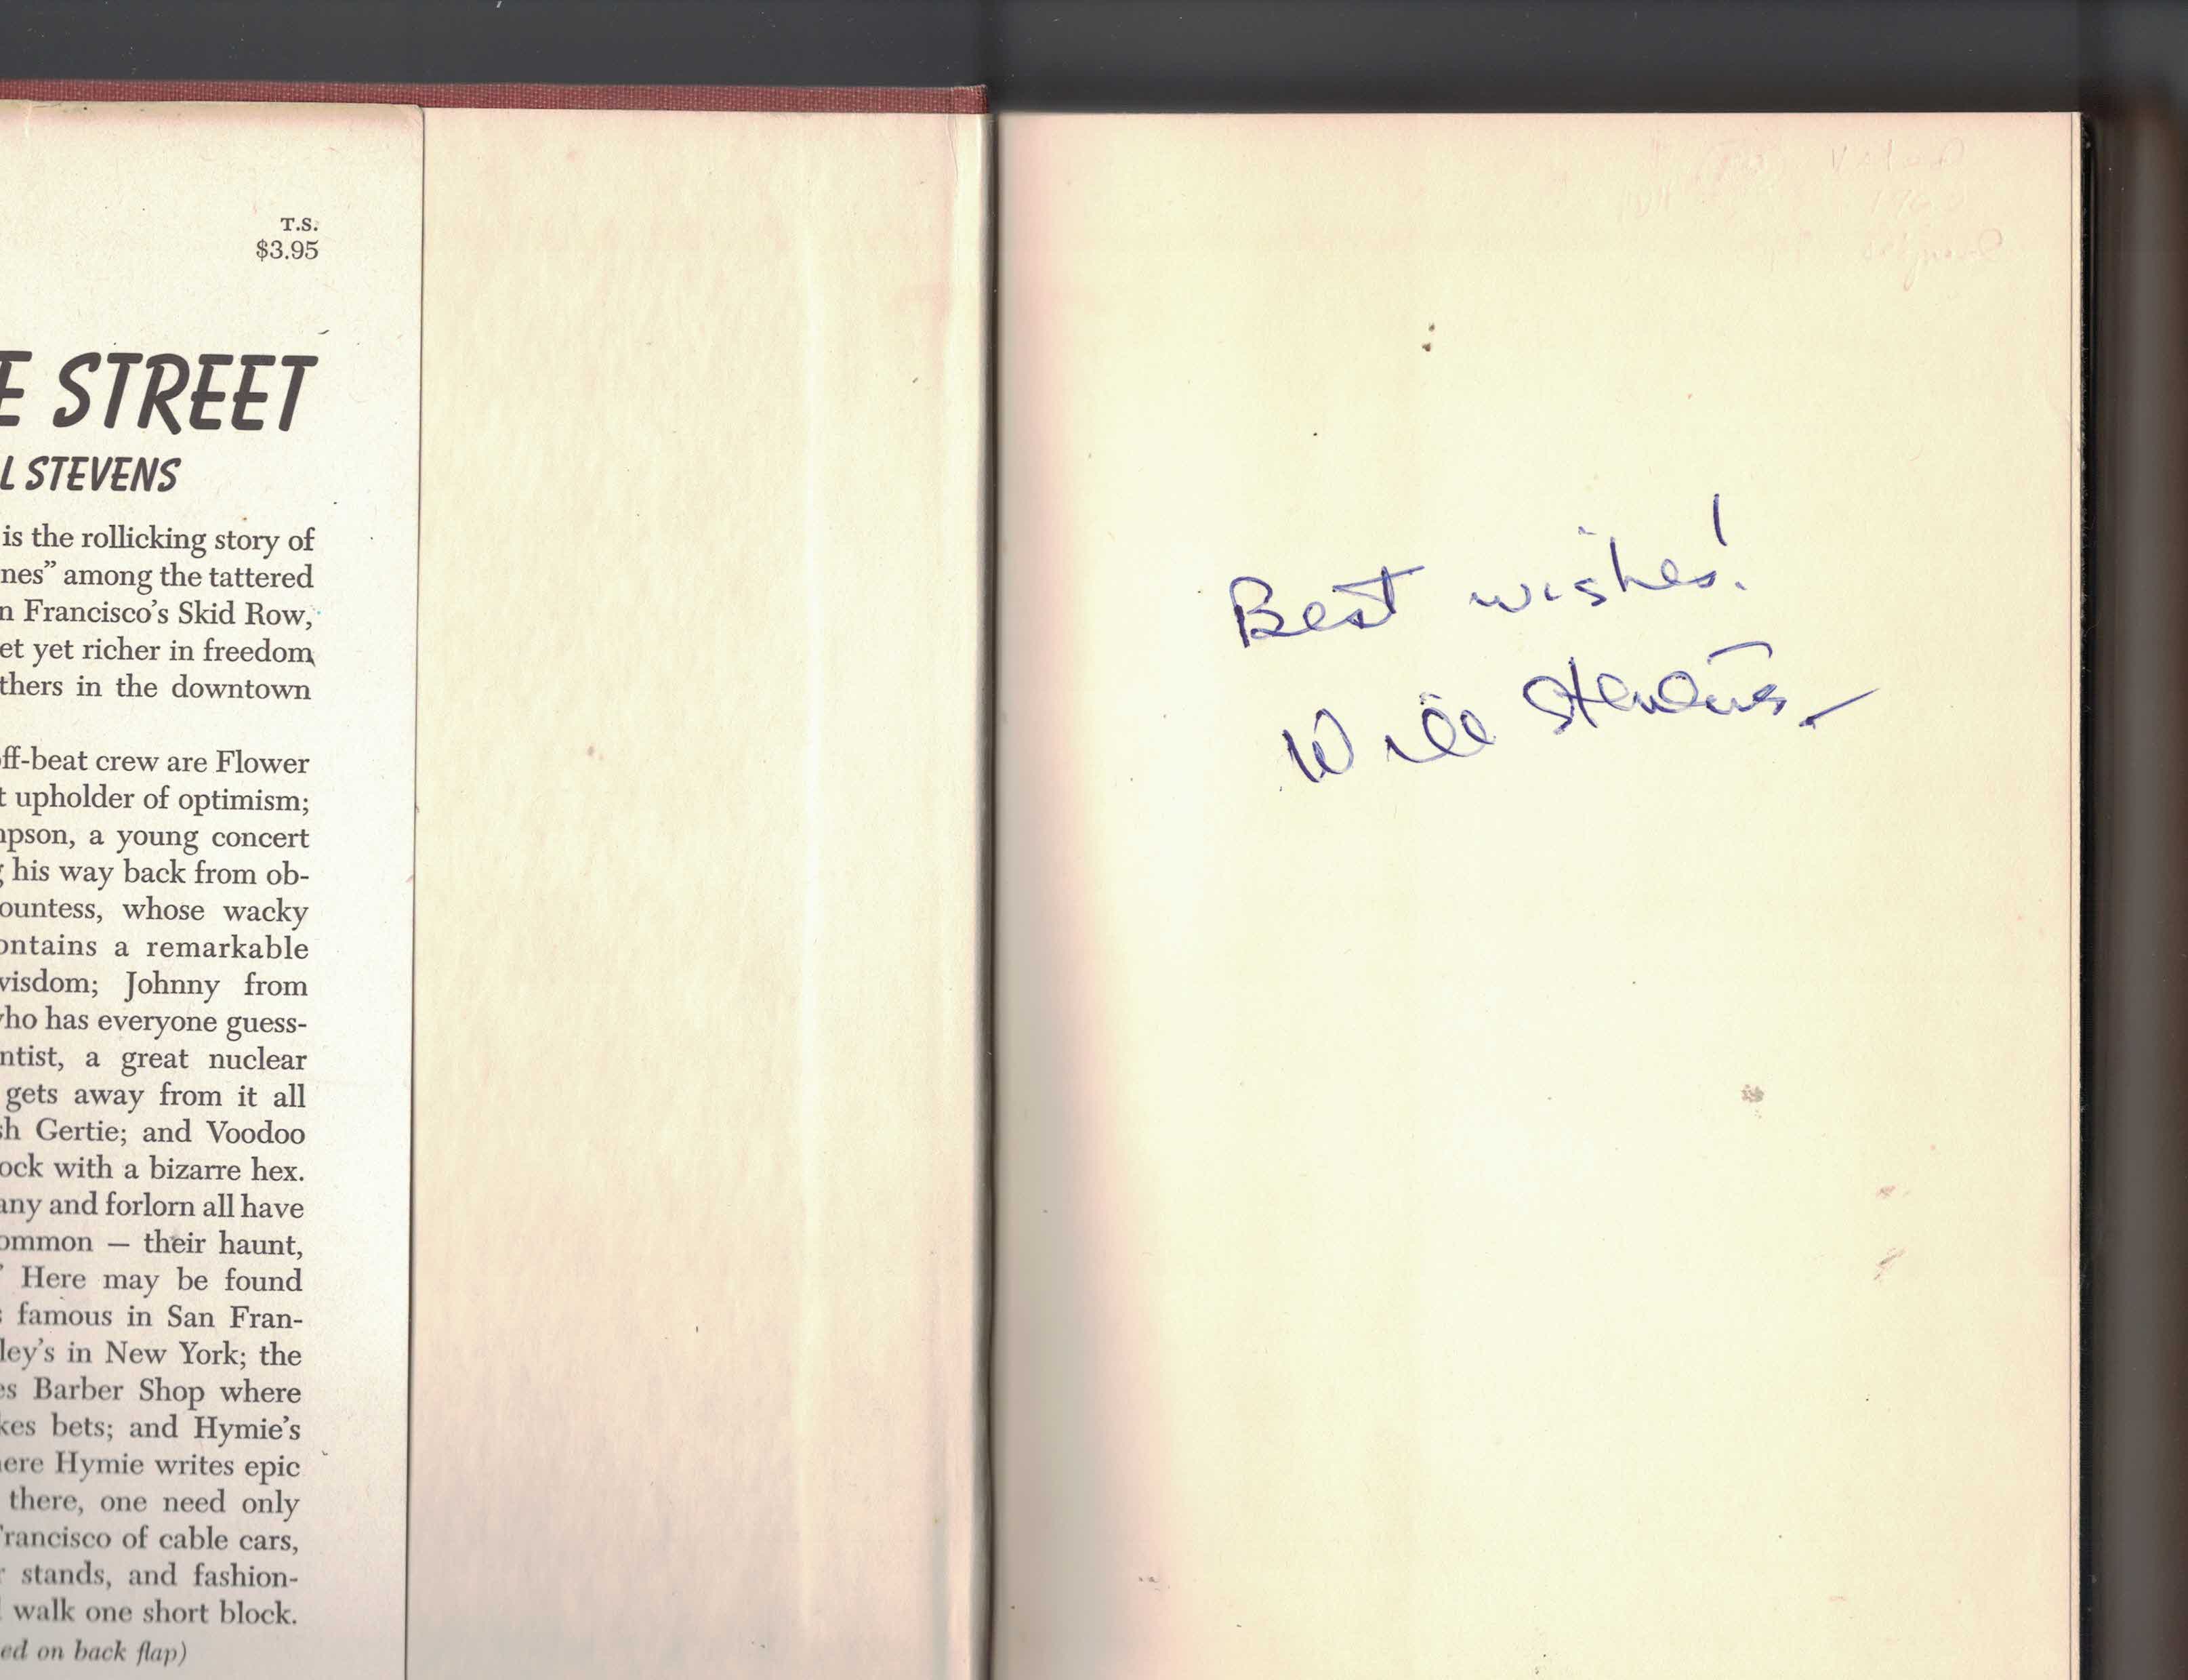 T.S.
$3.95
E STREET
L STEVENS
is the rollicking story of
nes” among the tattered
n Francisco’s Skid Row,
et yet richer in freedom
thers in the downtown
ff-beat crew are Flower
t upholder of optimism;
mpson, a young concert
g his way back from ob-
ountess, whose wacky
ontains a remarkable
wisdom; Johnny from
who has everyone guess-
ntist, a great nuclear
gets away from it all
sh Gertie; and Voodoo
ock with a bizarre hex.
any and forlorn all have
ommon — their haunt,
” Here may be found
s famous in San Fran-
ley’s in New York; the
es Barber Shop where
kes bets; and Hymie’s
here Hymie writes epic
there, one need only
Francisco of cable cars,
r stands, and fashion-
walk one short block.
ed on back flap)
Best wishes!
Will Stevens